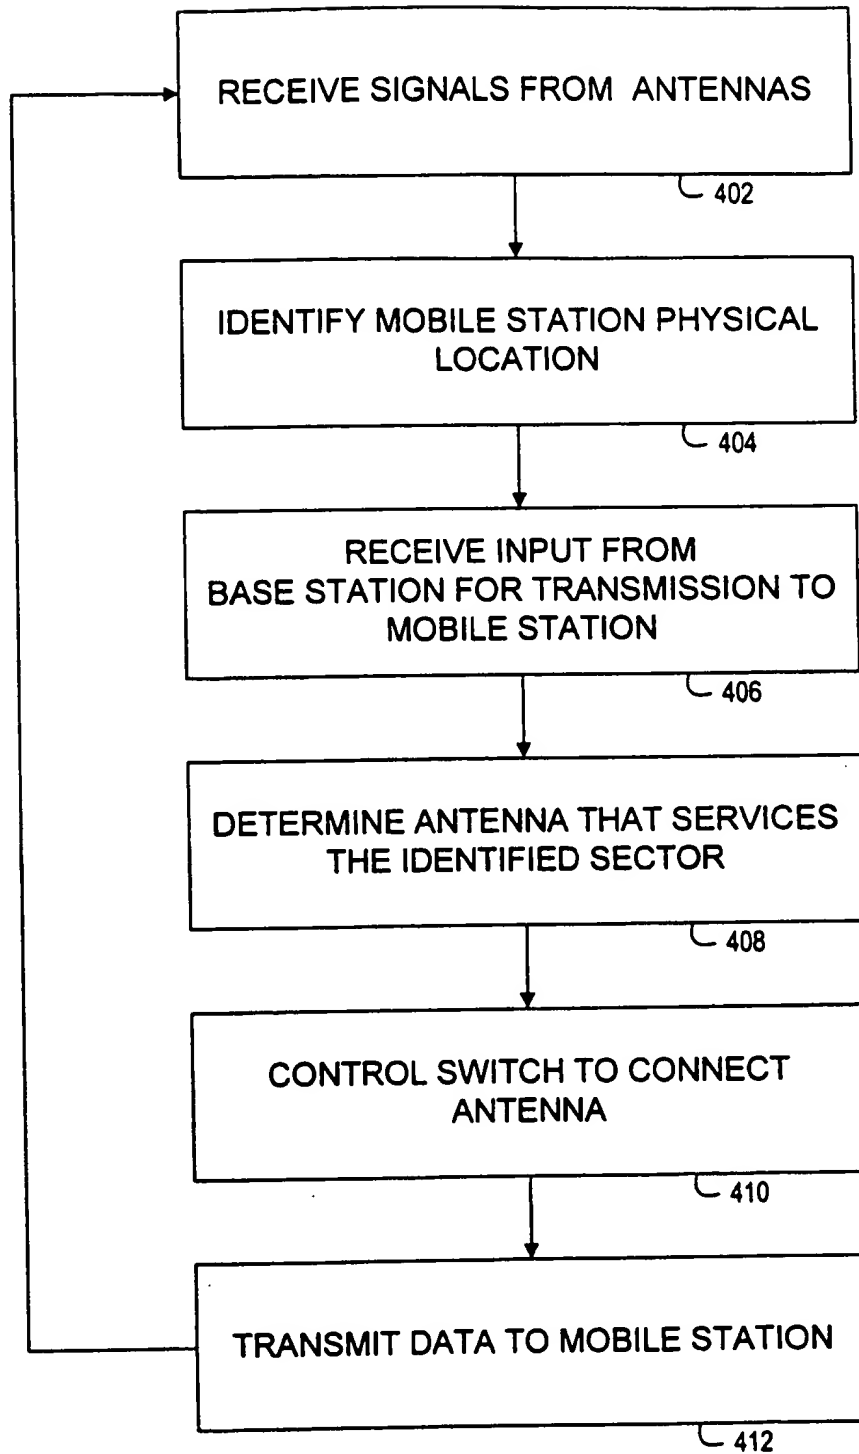 RECEIVE SIGNALS FROM ANTENNAS
402
IDENTIFY MOBILE STATION PHYSICAL
LOCATION
404
RECEIVE INPUT FROM
BASE STATION FOR TRANSMISSION TO
MOBILE STATION
406
DETERMINE ANTENNA THAT SERVICES
THE IDENTIFIED SECTOR
408
CONTROL SWITCH TO CONNECT
ANTENNA
410
TRANSMIT DATA TO MOBILE STATION
412